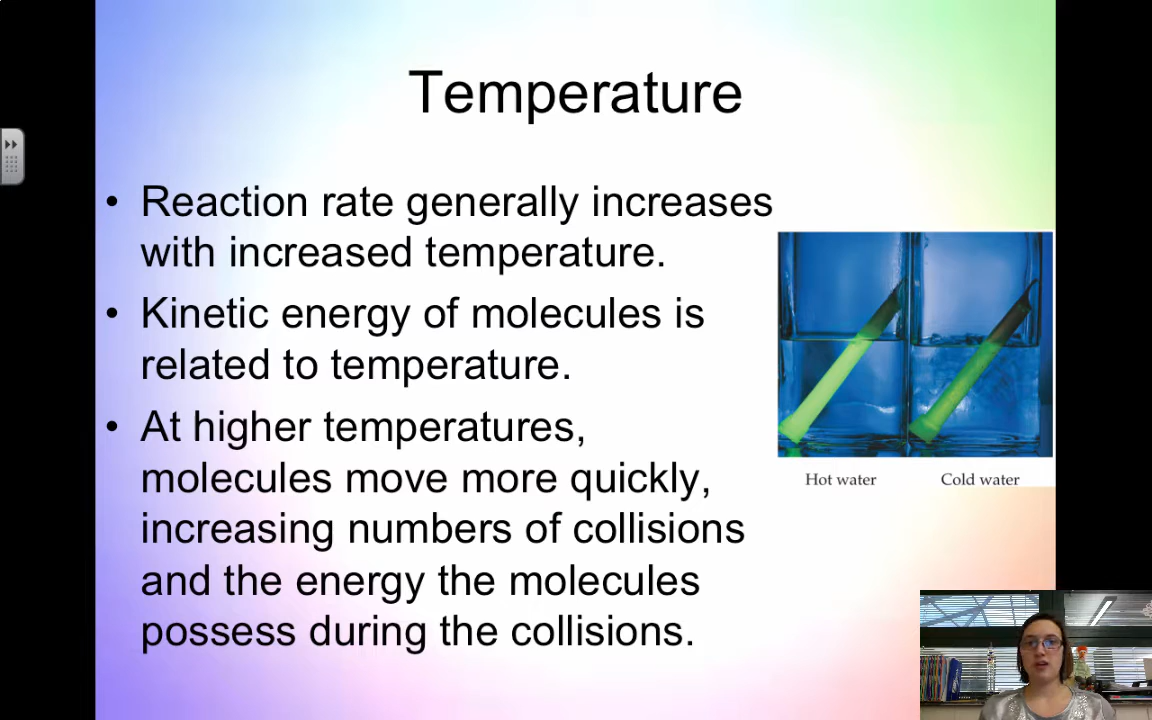 Temperature
• Reaction rate generally increases
with increased temperature.
• Kinetic energy of molecules is
related to temperature.
• At higher temperatures,
molecules move more quickly,
increasing numbers of collisions
and the energy the molecules
possess during the collisions.
Hot water
Cold water